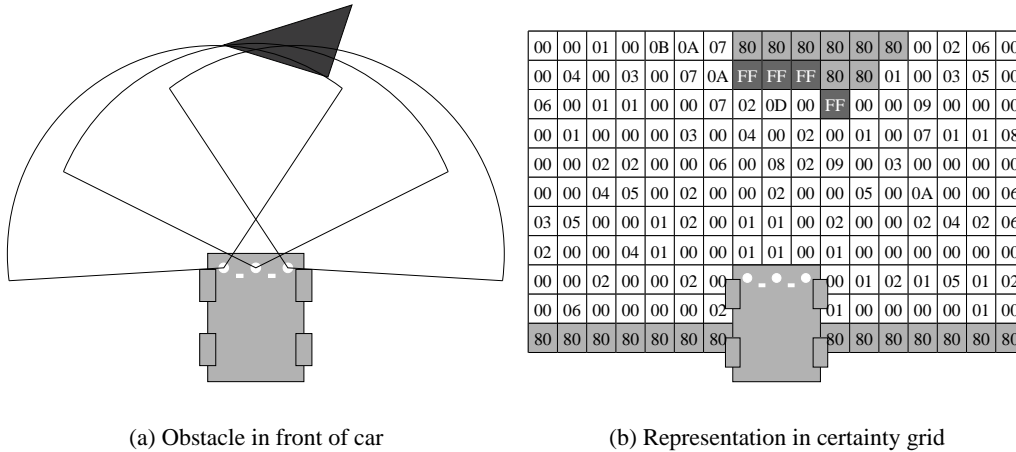 00 00 01 00 0B 0A 07 80 80 80 80 80 80 00 02 06 00
00 04 00 03 00 07 0A FF FF FF 80 80 01 00 03 05 00
06 00 01 01 00 00 07 02 0D 00 FF 00 00 09 00 00 00
00 01 00 00 00 03 00 04 00 02 00 01 00 07 01 01 08
00 00 02 02 00 00 06 00 08 02 09 00 03 00 00 00 00
00 00 04 05 00 02 00 00 02 00 00 05 00 0A 00 00 06
03 05 00 00 01 02 00 01 01 00 02 00 00 02 04 02 06
02 00 00 04 01 00 00 01 01 00 01 00 00 00 00 00 00
00 00 02 00 00 02 00 00 01 02 01 05 01 02
00 06 00 00 00 00 02 01 00 00 00 00 01 00
80 80 80 80 80 80 80 80 80 80 80 80 80 80
(a) Obstacle in front of car
(b) Representation in certainty grid